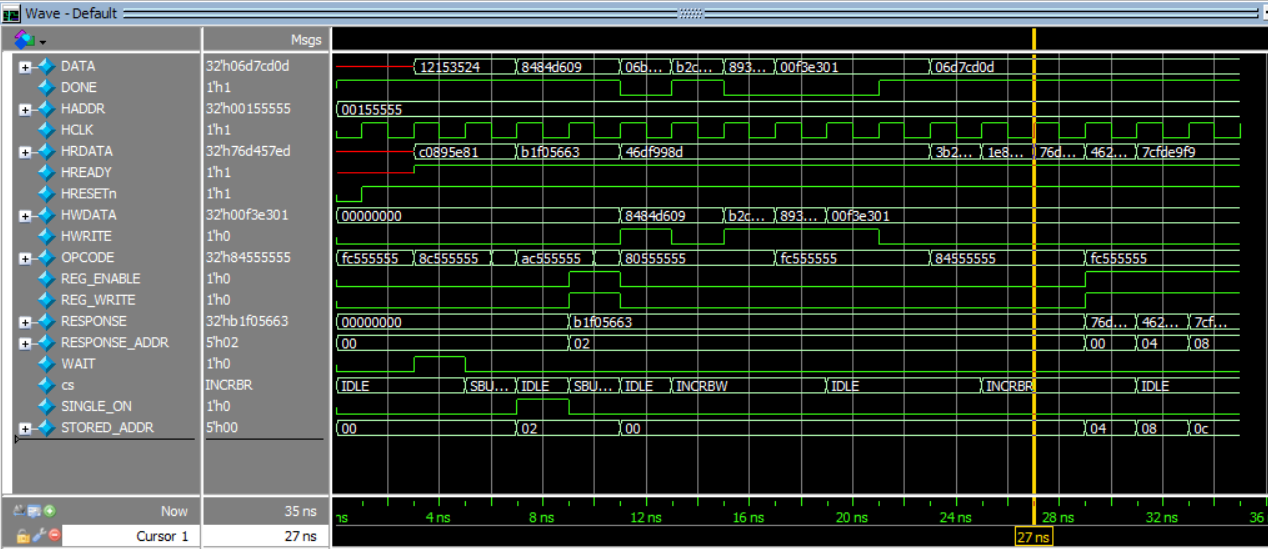 Wave - Default
Msgs
DATA 32'h06d7cd0d 12153524 8484d609 06b... b2c... 893... 00f3e301 06d7cd0d
DONE 1'h1
HADDR 32'h00155555 00155555
HCLK 1'h1
HRDATA 32'h76d457ed c0895e81 b1f05663 46df998d 3b2... 1e8... 76d... 462... 7cfde9f9
HREADY 1'h1
HRESETn 1'h1
HWDATA 32'h00f3e301 00000000 8484d609 b2c... 893... 00f3e301
HWRITE 1'h0
OPCODE 32'h84555555 fc555555 8c555555 ac555555 80555555 fc555555 84555555 fc555555
REG_ENABLE 1'h0
REG_WRITE 1'h0
RESPONSE 32'hb1f05663 00000000 b1f05663 76d... 462... 7cf...
RESPONSE_ADDR 5'h02 00 02 00 04 08
WAIT 1'h0
cs INCRBR IDLE SBU... IDLE SBU... IDLE INCRBW IDLE INCRBR IDLE
SINGLE_ON 1'h0
STORED_ADDR 5'h00 00 02 00 04 08 0c
Now 35 ns ns 4 ns 8 ns 12 ns 16 ns 20 ns 24 ns 28 ns 32 ns 36
Cursor 1 27 ns 27 ns